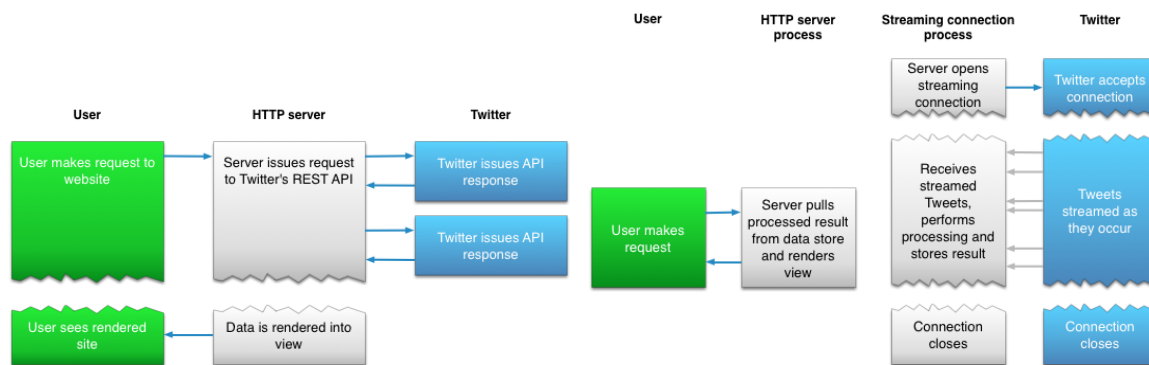 User
HTTP server
Twitter
User makes request to
website
Server issues request
to Twitter's REST API
Twitter issues API
response
Twitter issues API
response
User sees rendered
site
Data is rendered into
view
User
HTTP server
process
Streaming connection
process
Twitter
Server opens
streaming
connection
Twitter accepts
connection
User makes
request
Server pulls
processed result
from data store
and renders
view
Receives
streamed
Tweets,
performs
processing and
stores result
Tweets
streamed as
they occur
Connection
closes
Connection
closes